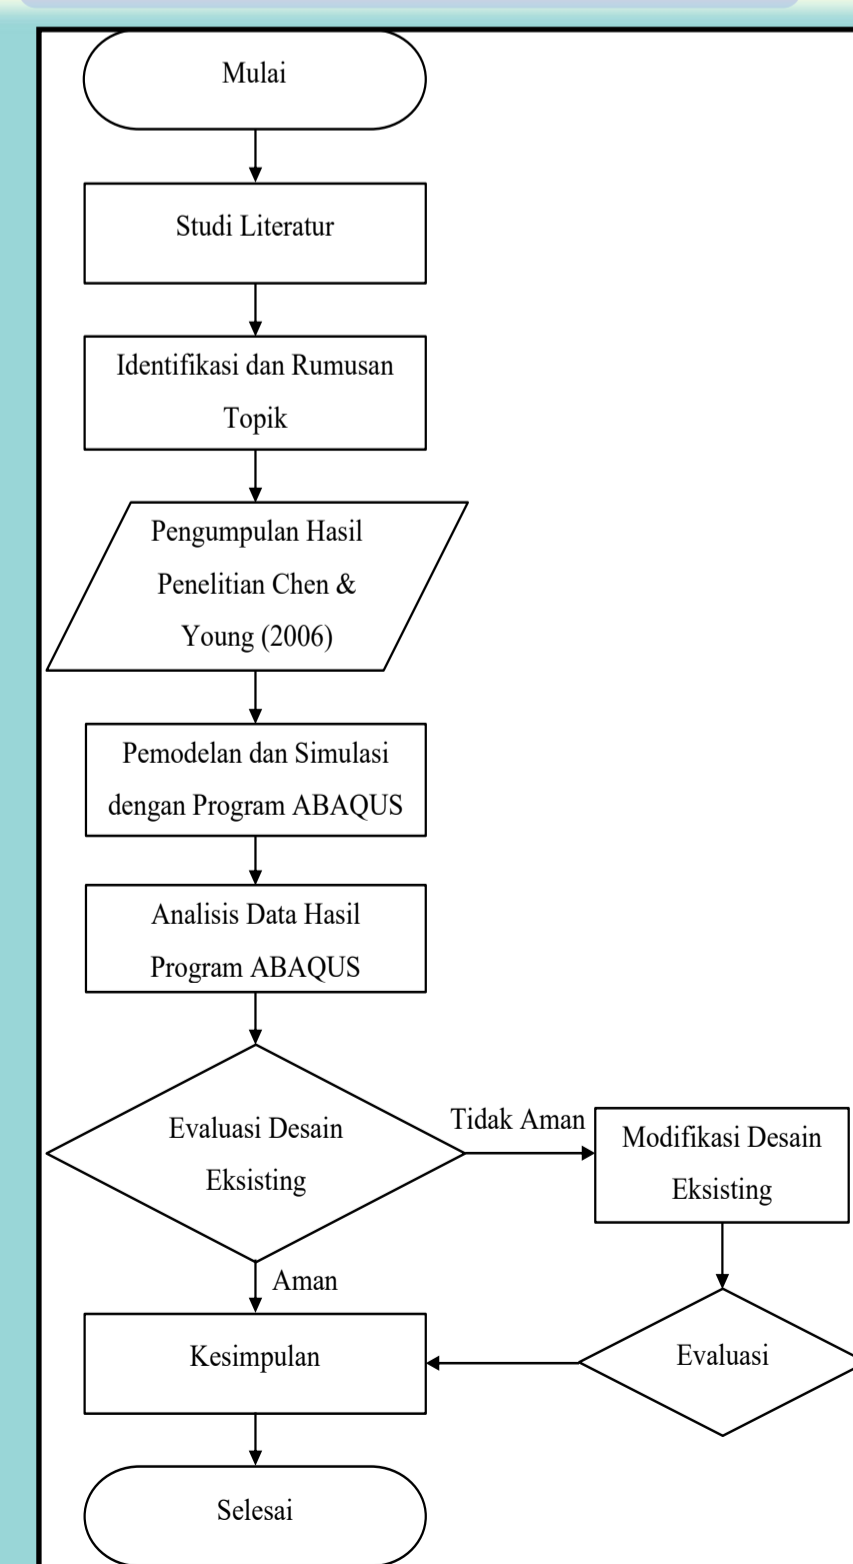 Mulai
Studi Literatur
Identifikasi dan Rumusan
Topik
Pengumpulan Hasil
Penelitian Chen &
Young (2006)
Pemodelan dan Simulasi
dengan Program ABAQUS
Analisis Data Hasil
Program ABAQUS
Evaluasi Desain
Eksisting
Tidak Aman
Modifikasi Desain
Eksisting
Aman
Evaluasi
Kesimpulan
Selesai